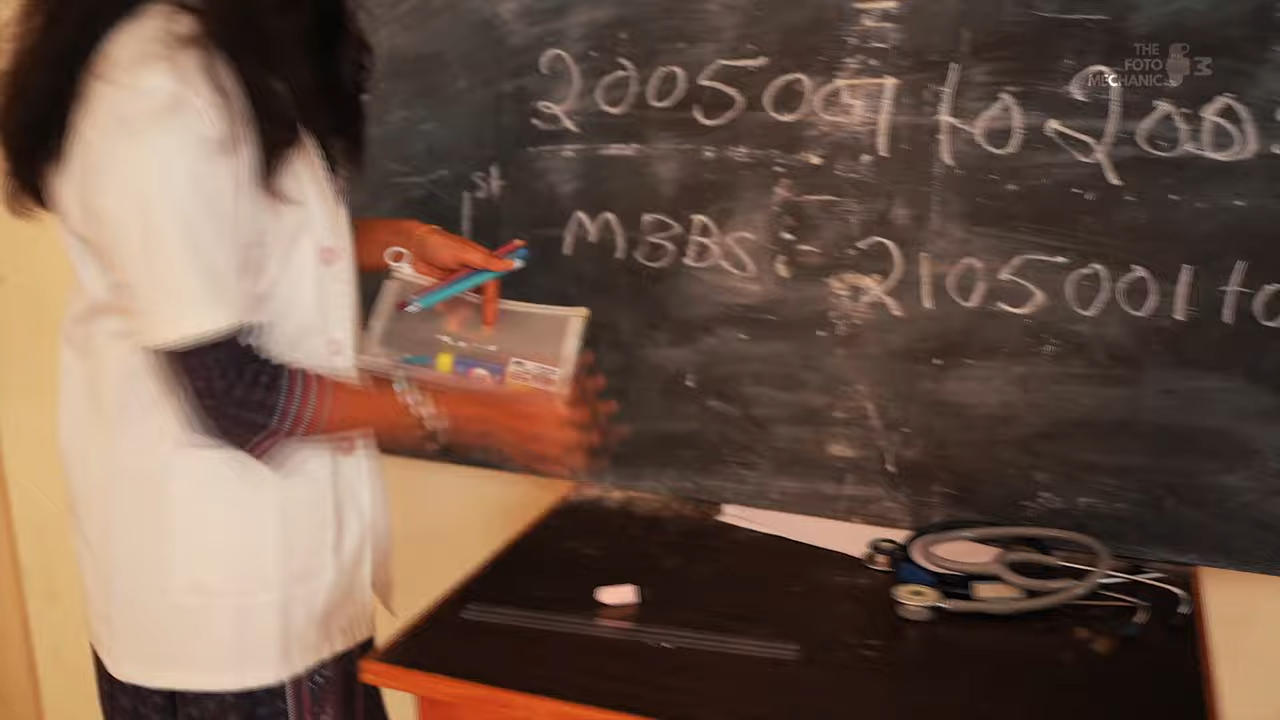 THE
FOTO
MECHANIC
2005001 to 200
1st
MBBS :- 2105001 to